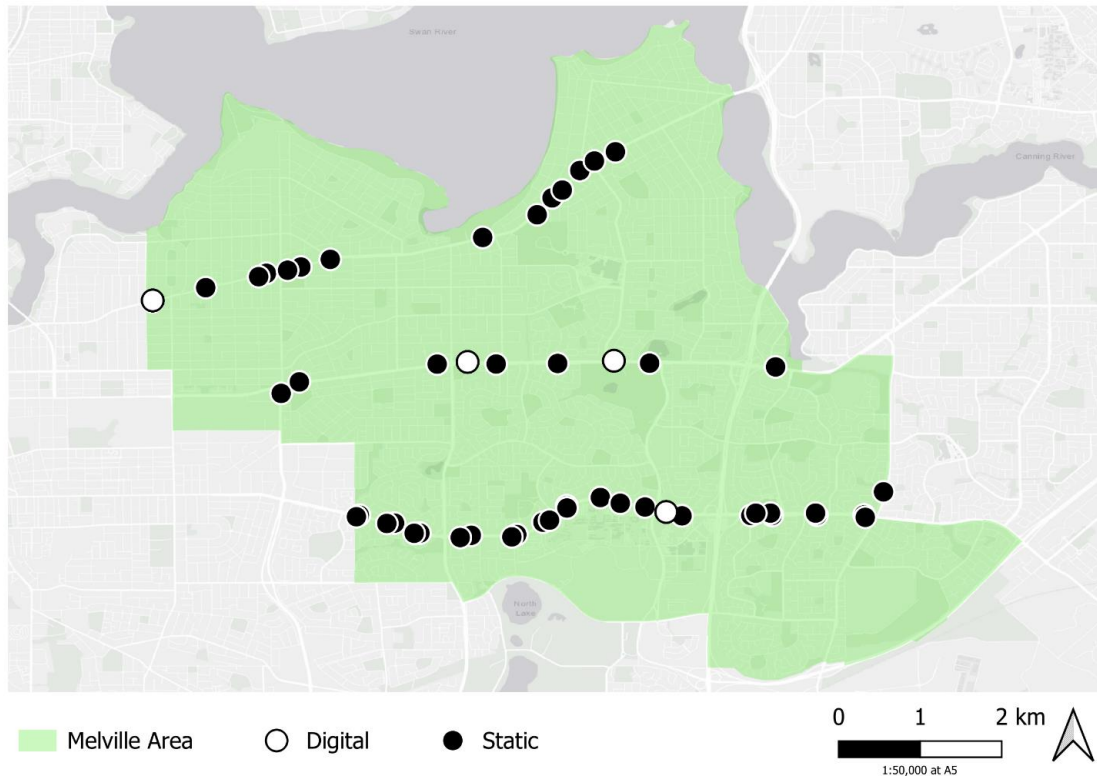 Swan River
Canning River
North
Lake
Melville Area
Digital
Static
0 1 2 km
1:50,000 at A5